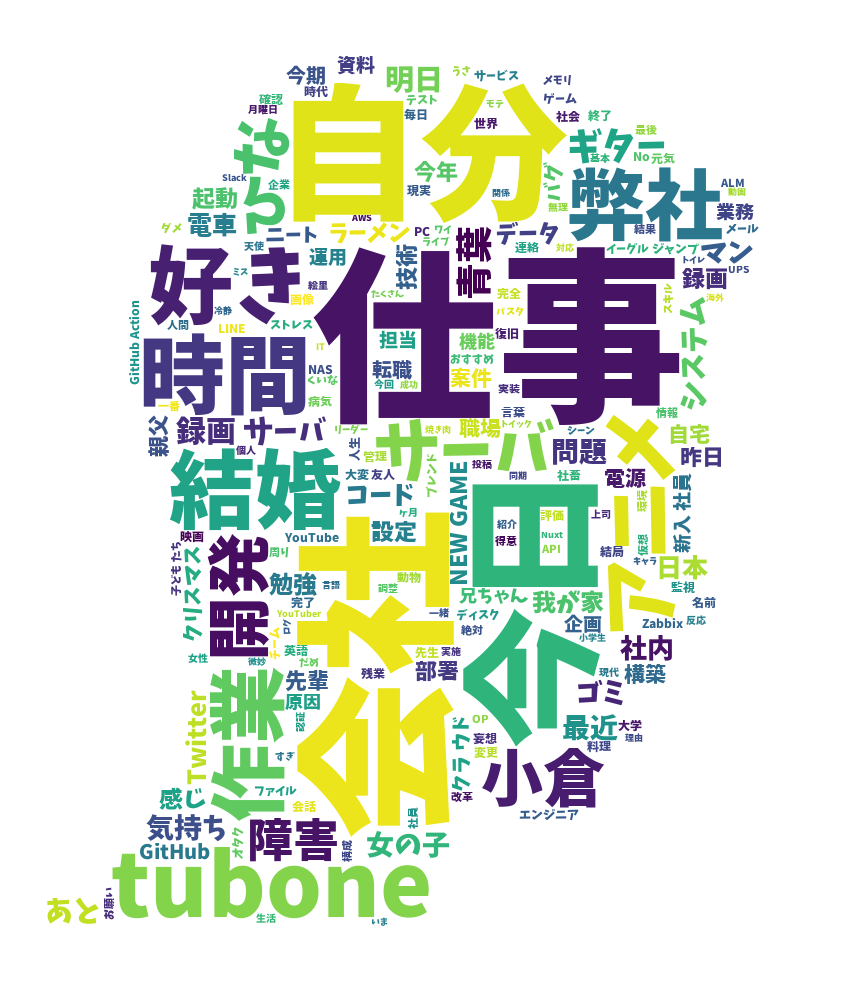 資料
今期
時代
明日
うさ
サービス
メモリ
ゲーム
確認
月曜日
テスト
毎日
モテ
世界
社会
終了
最後
自分
ひな
ギター
基本
No
元気
Slack
企業
今年
現実
関係
バグ
無理
弊社
ALM
動画
起動
業務
ダメ
電車
AWS
ニート
ラーメン
PC
ワイ
ライブ
青葉
データ
連絡
対応
結果
メール
イーグル
ジャンプ
マン
トイレ
天使
運用
技術
好き
ミス
絵里
画像
たくさん
仕事
完全
パスタ
録画
UPS
スキル
海外
GitHub Action
冷静
人間
LINE
ストレス
IT
担当
機能
復旧
システム
時間
NAS
くいな
転職
おすすめ
案件
今回
成功
実装
病気
一番
言葉
情報
親父
録画
サーバ
個人
リーダー
人生
焼き肉
サーバ
職場
トイック
シーン
問題
アニメ
自宅
昨日
管理
投稿
同期
社畜
電源
結婚
大変
友人
コード
ブレンド
NEW GAME
今日
環境
新入
社員
ヶ月
紹介
評価
上司
映画
YouTube
設定
得意
Nuxt
API
結局
仮想
キャラ
子どもたち
クリスマス
開発
周り
会社
日本
監視
勉強
言語
調整
動物
兄ちゃん
我が家
名前
完了
YouTuber
一緒
ディスク
企画
Zabbix
反応
ログ
チーム
絶対
小学生
社内
英語
女性
微妙
だめ
先生
実施
部署
残業
現代
構築
先輩
ゴミ
作業
原因
Twitter
認証
クラウド
OP
妄想
変更
最近
大学
理由
料理
すぎ
小倉
感じ
ファイル
会話
改革
エンジニア
気持ち
障害
社員
GitHub
オタク
構成
女の子
tubone
あと
お願い
生活
いま